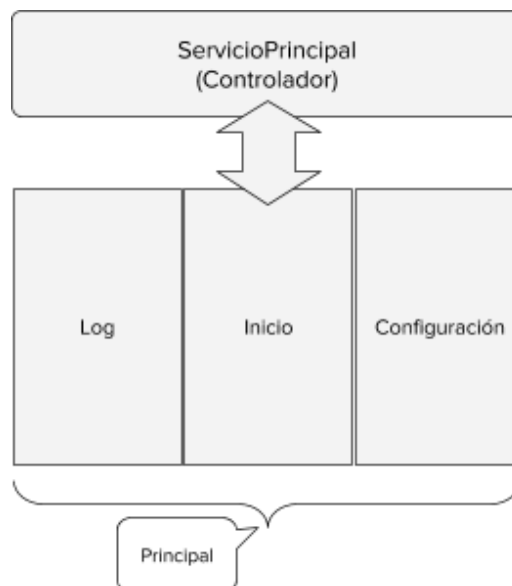 ServicioPrincipal
(Controlador)
Log
Inicio
Configuración
Principal